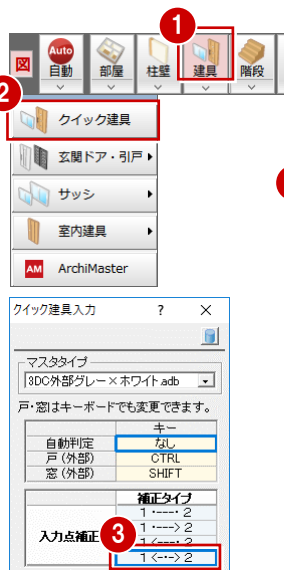 1
図 Auto 自動 部屋 柱壁 建具 階段
2
クイック建具
玄関ドア・引戸
サッシ
室内建具
AM ArchiMaster
クイック建具入力 ? ×
マスタタイプ
3DC外部グレー×ホワイト.adb
戸・窓はキーボードでも変更できます。
キー
自動判定 なし
戸(外部) CTRL
窓(外部) SHIFT
補正タイプ
入力点補正
1・---・2
1・---> 2
1 <---・2
3
1 <-・-> 2